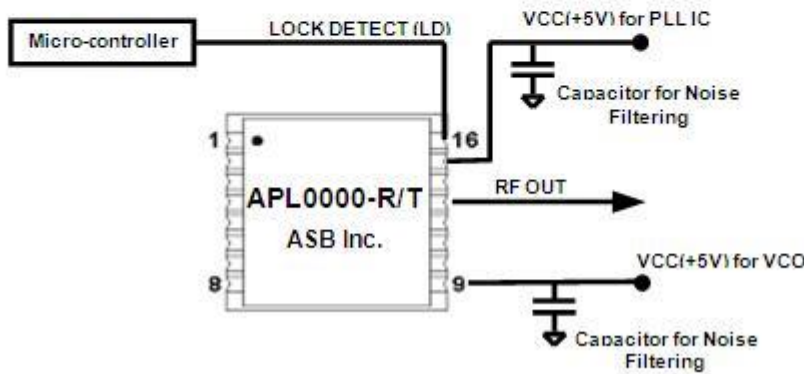 VCC(+5V) for PLL IC
LOCK DETECT (LD)
Micro-controller
Capacitor for Noise
Filtering
1
16
RF OUT
APL0000-R/T
ASB Inc.
VCC(+5V) for VCO
8
9
Capacitor for Noise
Filtering